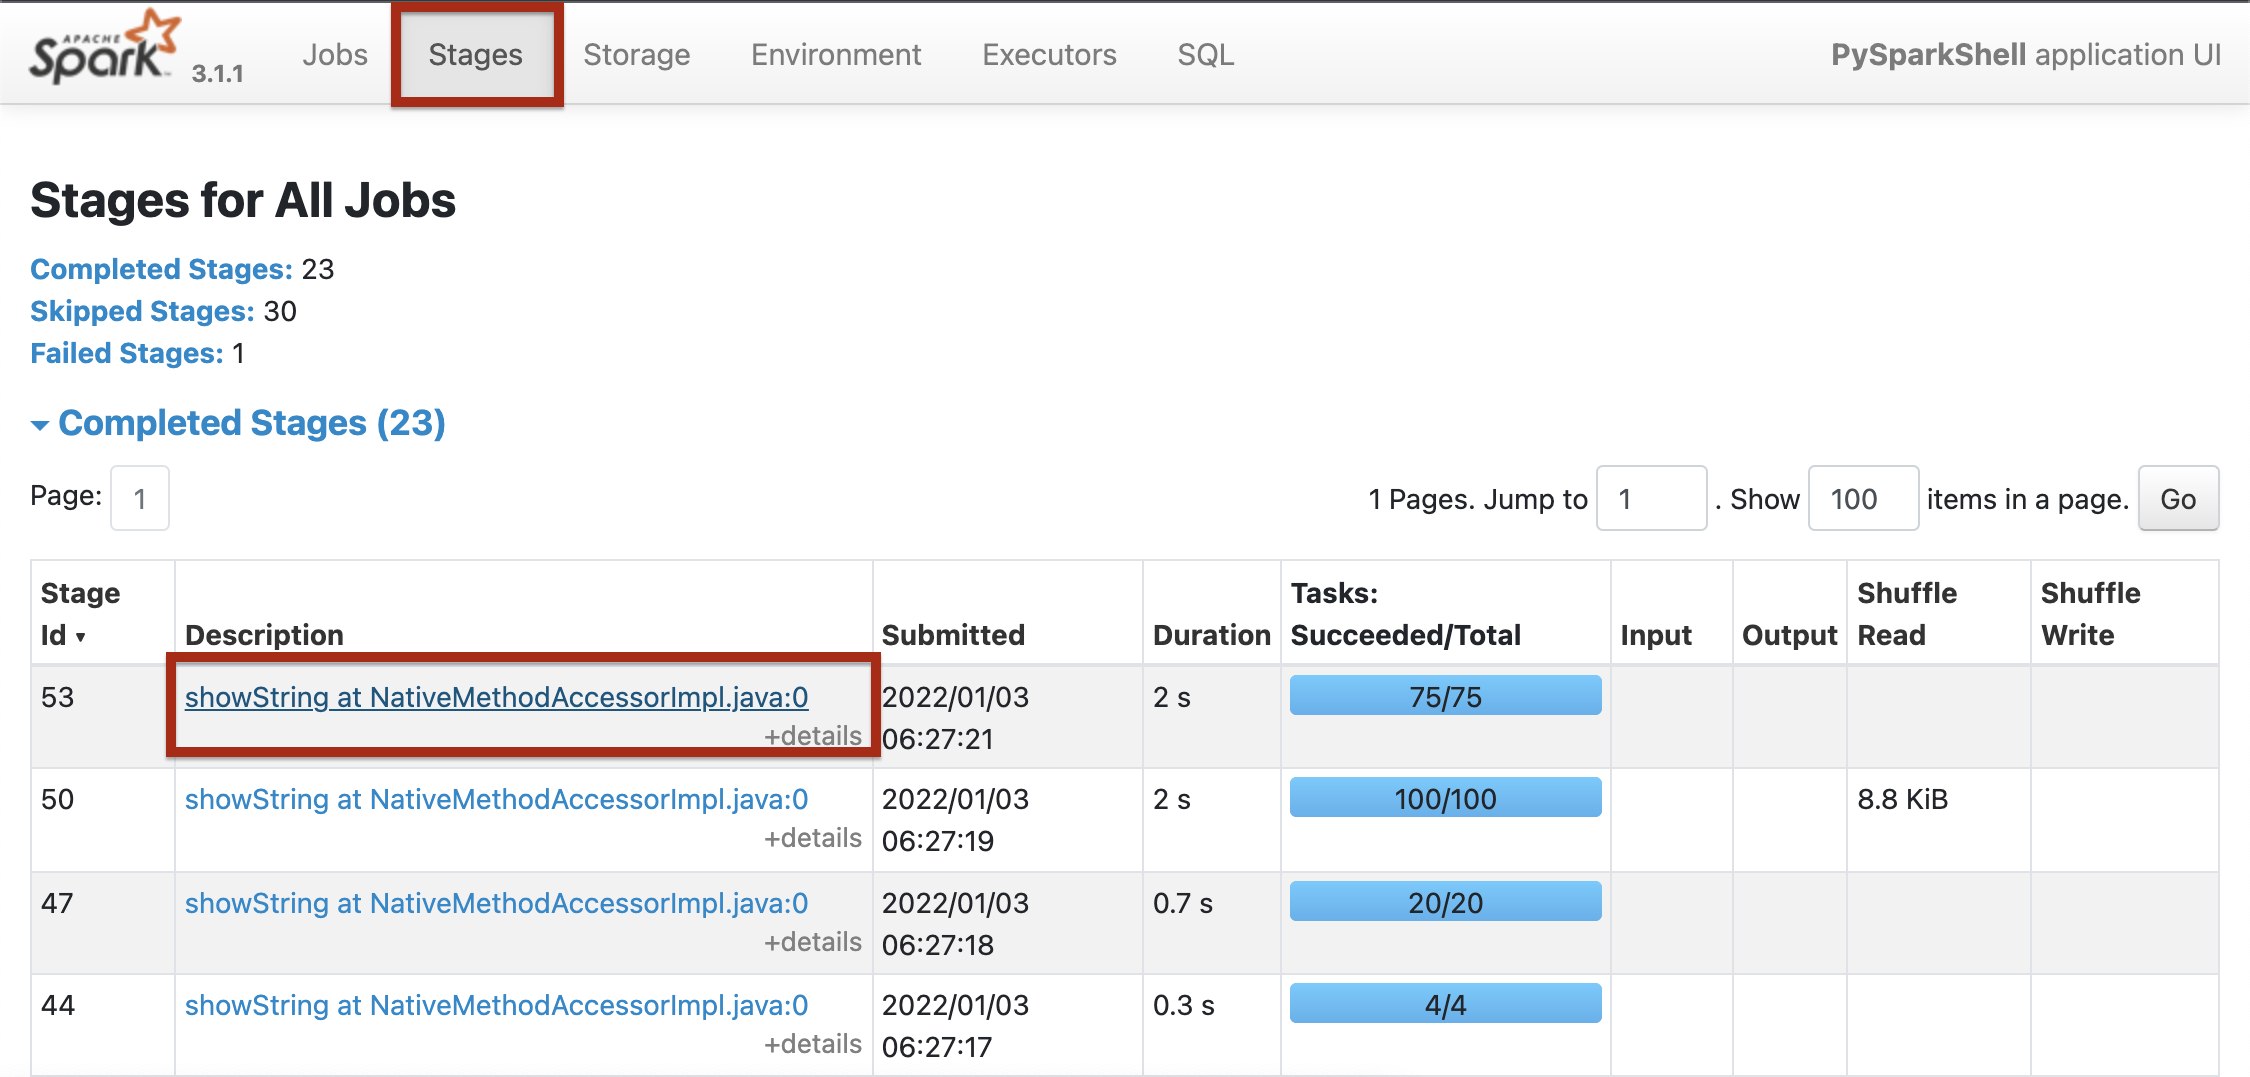 APACHE Spark 3.1.1 Jobs Stages Storage Environment Executors SQL PySparkShell application UI
Stages for All Jobs
Completed Stages: 23
Skipped Stages: 30
Failed Stages: 1
Completed Stages (23)
Page: 1 1 Pages. Jump to 1 . Show 100 items in a page. Go
Stage Id ▾ Description Submitted Duration Tasks: Succeeded/Total Input Output Shuffle Read Shuffle Write
53 showString at NativeMethodAccessorImpl.java:0 2022/01/03 2 s 75/75
+details 06:27:21
50 showString at NativeMethodAccessorImpl.java:0 2022/01/03 2 s 100/100 8.8 KiB
+details 06:27:19
47 showString at NativeMethodAccessorImpl.java:0 2022/01/03 0.7 s 20/20
+details 06:27:18
44 showString at NativeMethodAccessorImpl.java:0 2022/01/03 0.3 s 4/4
+details 06:27:17